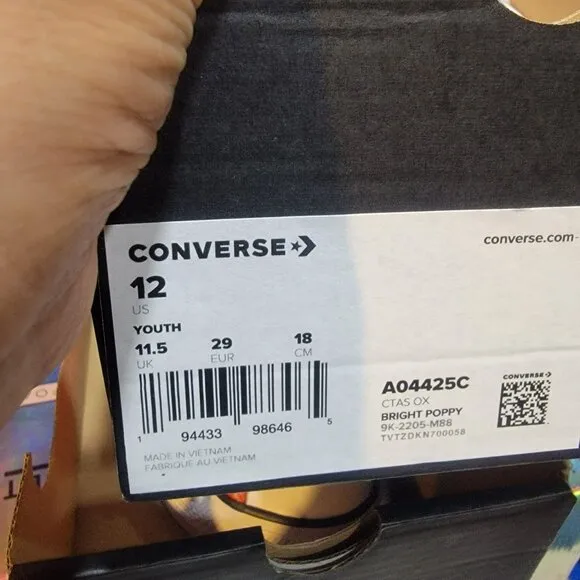 CONVERSE
converse.com
12
US
YOUTH
11.5 29 18
UK EUR CM
1 94433 98646 5
MADE IN VIETNAM
FABRIQUE AU VIETNAM
A04425C
CTAS OX
BRIGHT POPPY
9K-2205-M88
TVTZDKN700058
CONVERSE